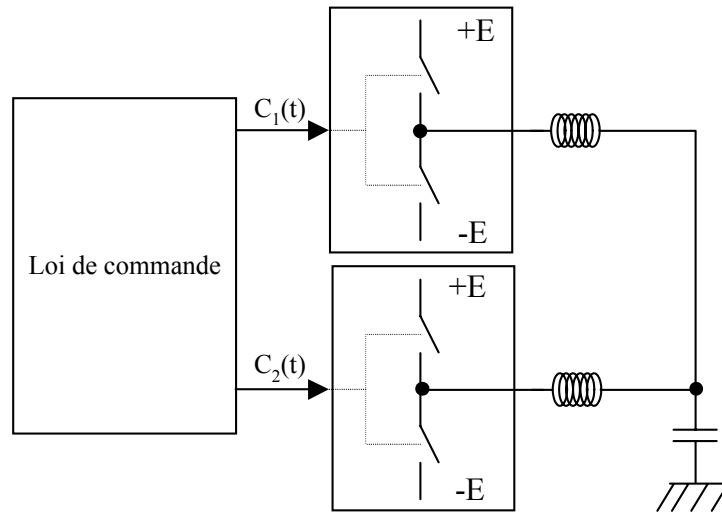 +E
C₁(t)
-E
Loi de commande
+E
C₂(t)
-E